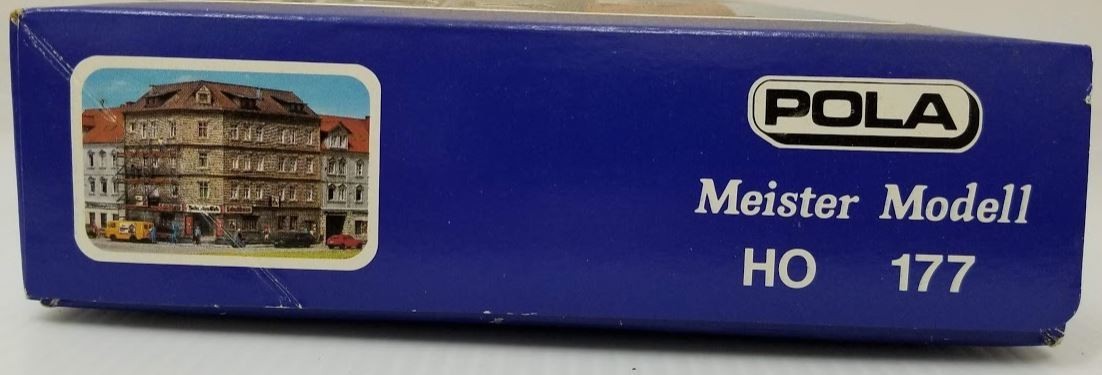 POLA
Meister Modell
HO 177